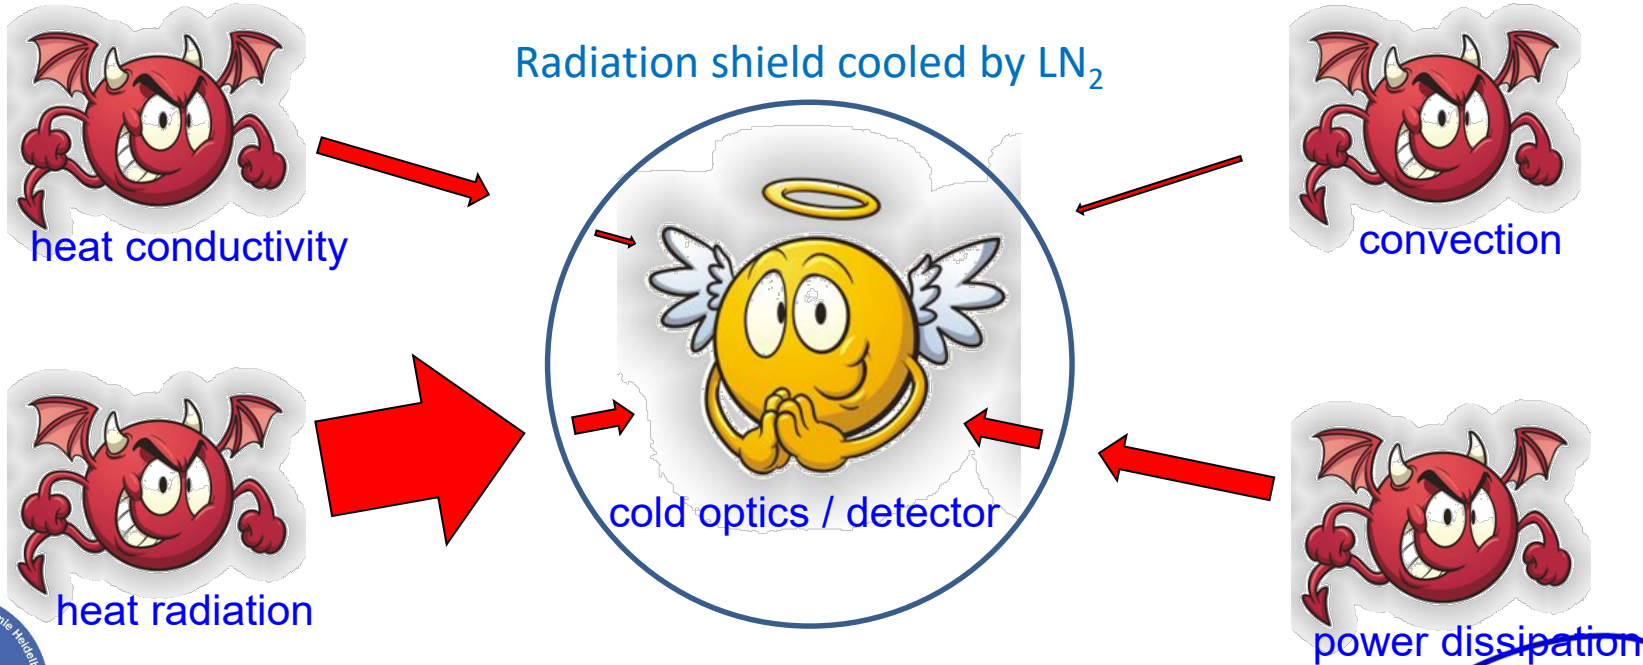 Radiation shield cooled by LN₂
heat conductivity
convection
cold optics / detector
heat radiation
power dissipation